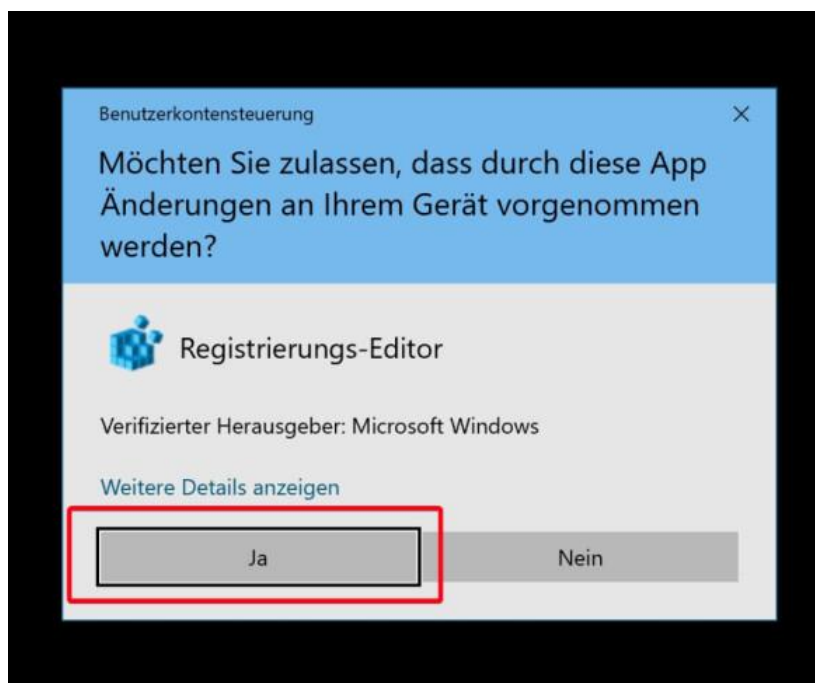 Benutzerkontensteuerung
Möchten Sie zulassen, dass durch diese App
Änderungen an Ihrem Gerät vorgenommen
werden?
Registrierungs-Editor
Verifizierter Herausgeber: Microsoft Windows
Weitere Details anzeigen
Ja Nein